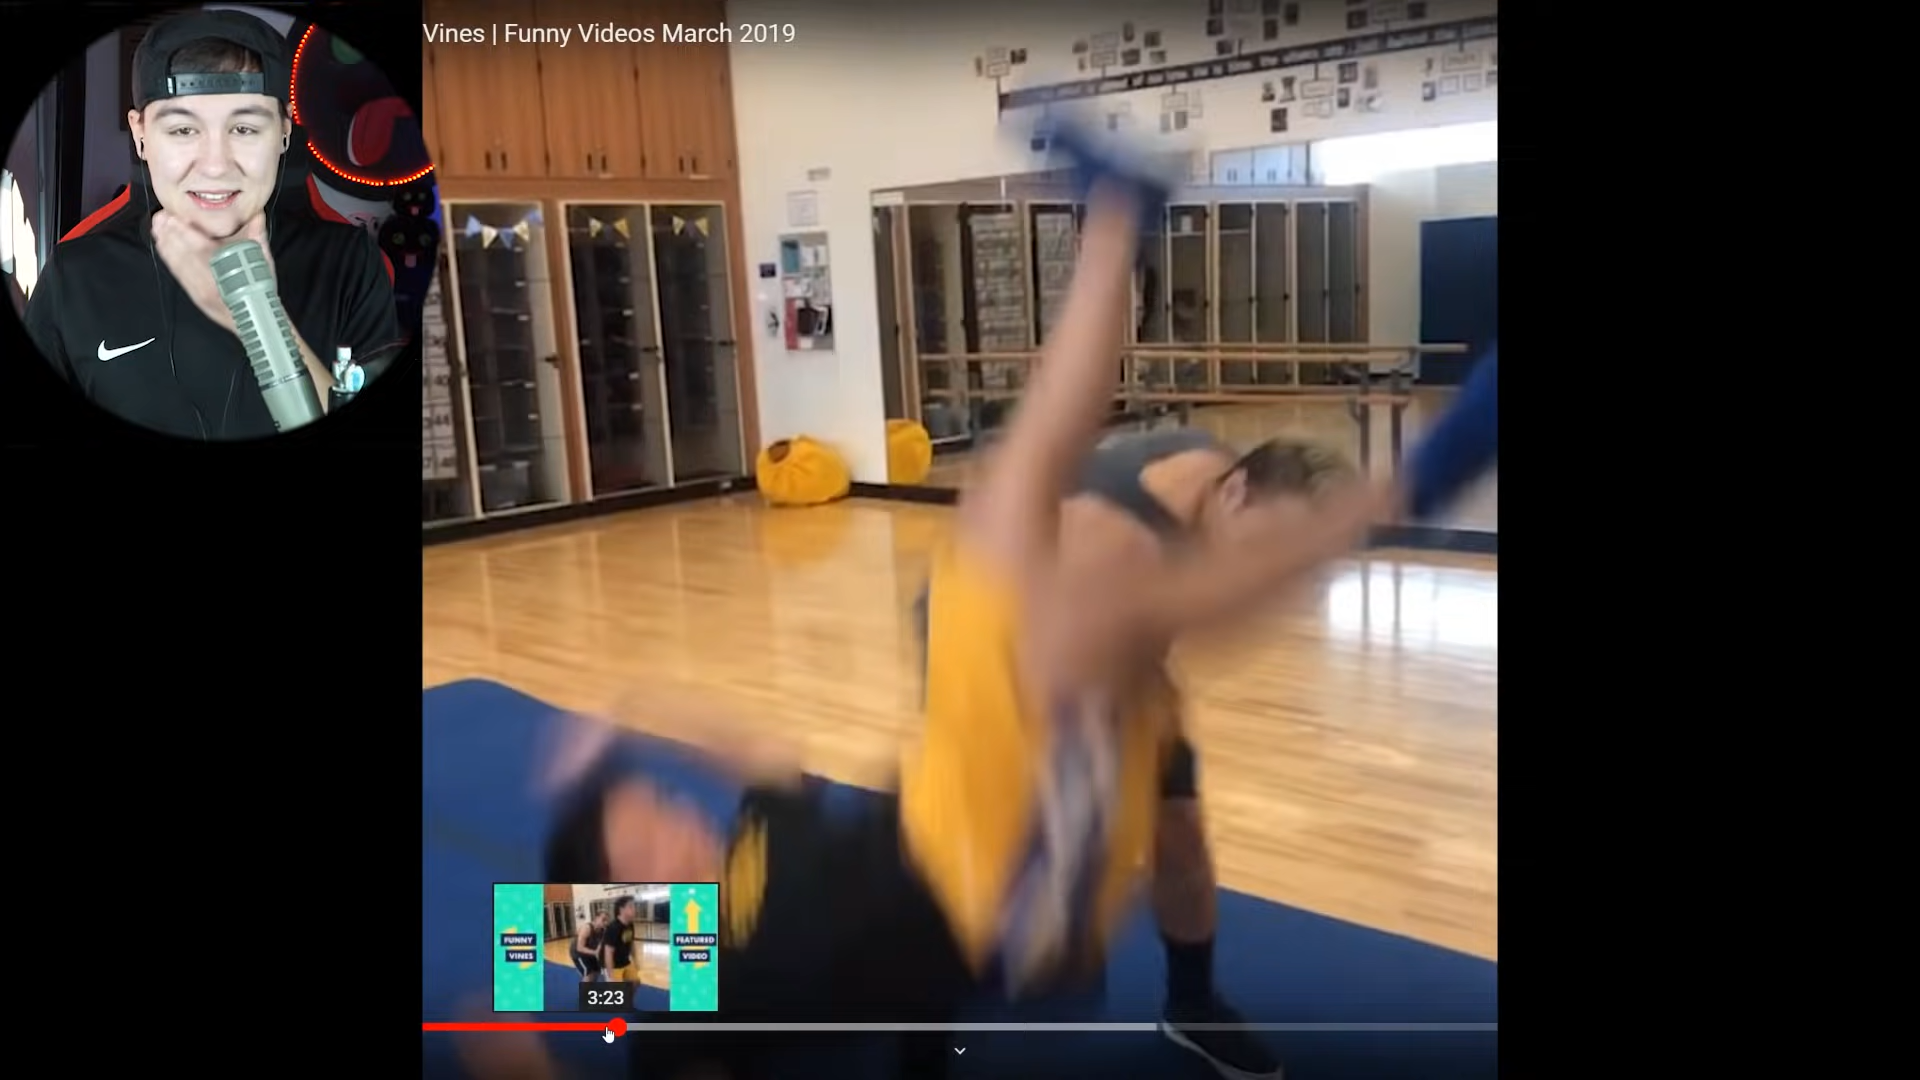 Vines | Funny Videos March 2019
FUNNY
VINES
FEATURED
VIDEO
3:23